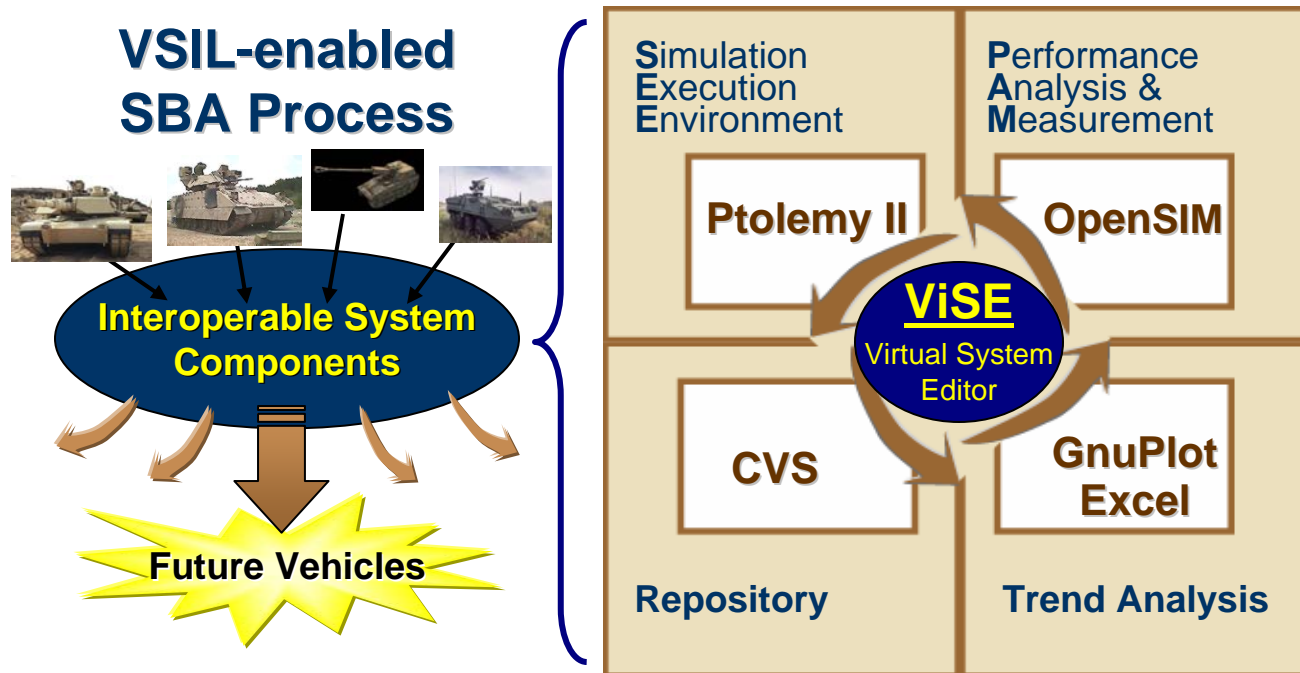 VSIL-enabled
SBA Process
Interoperable System
Components
Future Vehicles
Simulation
Execution
Environment
Ptolemy II
Performance
Analysis &
Measurement
OpenSIM
ViSE
Virtual System
Editor
CVS
Repository
GnuPlot
Excel
Trend Analysis